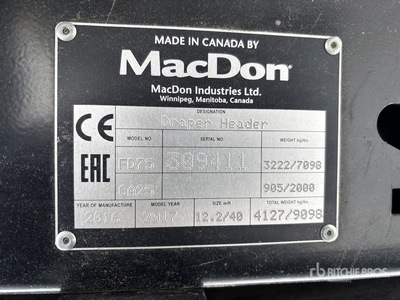 MADE IN CANADA BY
MacDon
MacDon Industries Ltd.
Winnipeg, Manitoba, Canada
DESIGNATION
Draper Header
CE
MODEL NO
SERIAL NO
WEIGHT kg/lbs
EAC
FD75
309411
3222/7098
CA25
905/2000
YEAR OF MANUFACTURE
MODEL YEAR
SIZE m/ft
TOTAL WEIGHT kg/lbs
2016
2017
12.2/40
4127/9098
rb
RITCHIE BROS